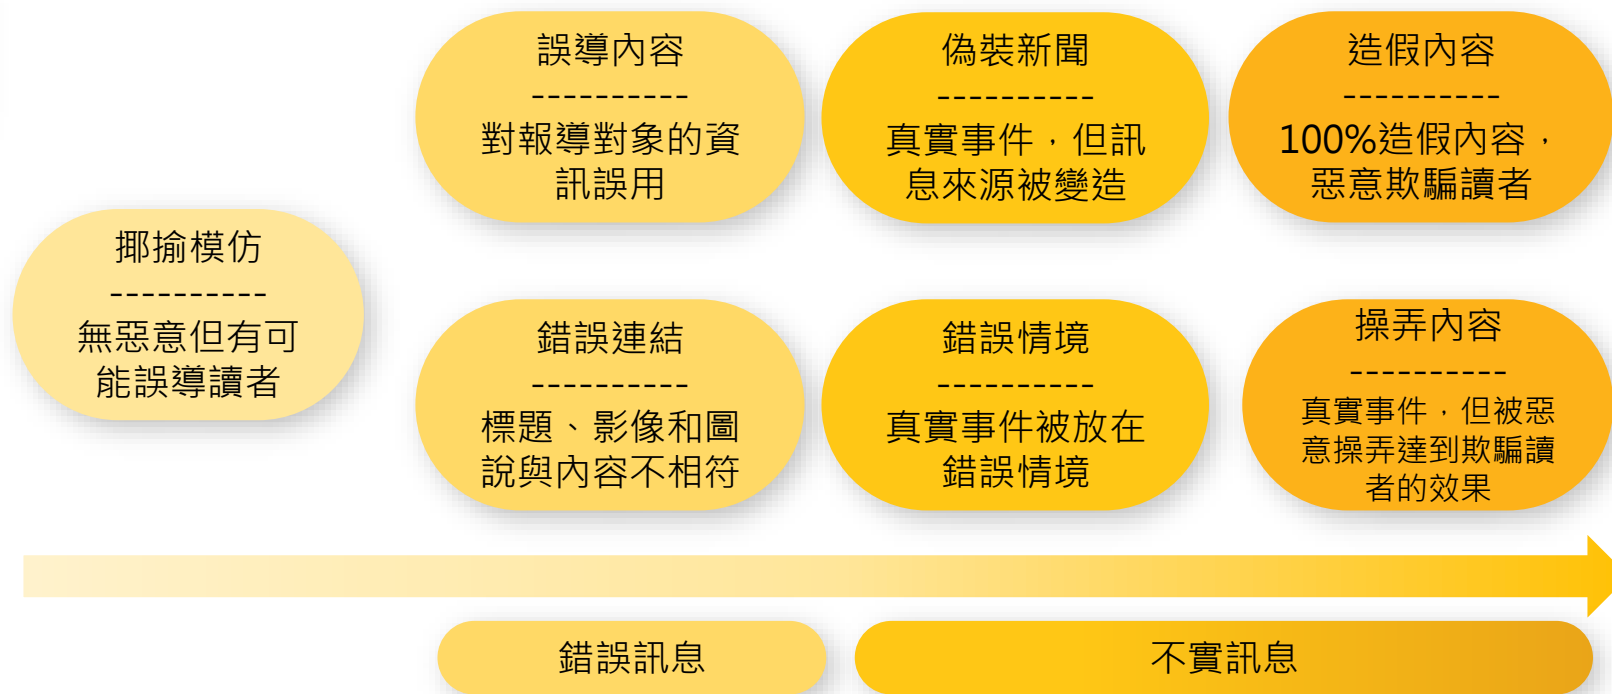 揶揄模仿
----------
無惡意但有可
能誤導讀者
誤導內容
----------
對報導對象的資
訊誤用
偽裝新聞
----------
真實事件，但訊
息來源被變造
造假內容
----------
100%造假內容，
惡意欺騙讀者
錯誤連結
----------
標題、影像和圖
說與內容不相符
錯誤情境
----------
真實事件被放在
錯誤情境
操弄內容
----------
真實事件，但被惡
意操弄達到欺騙讀
者的效果
錯誤訊息
不實訊息